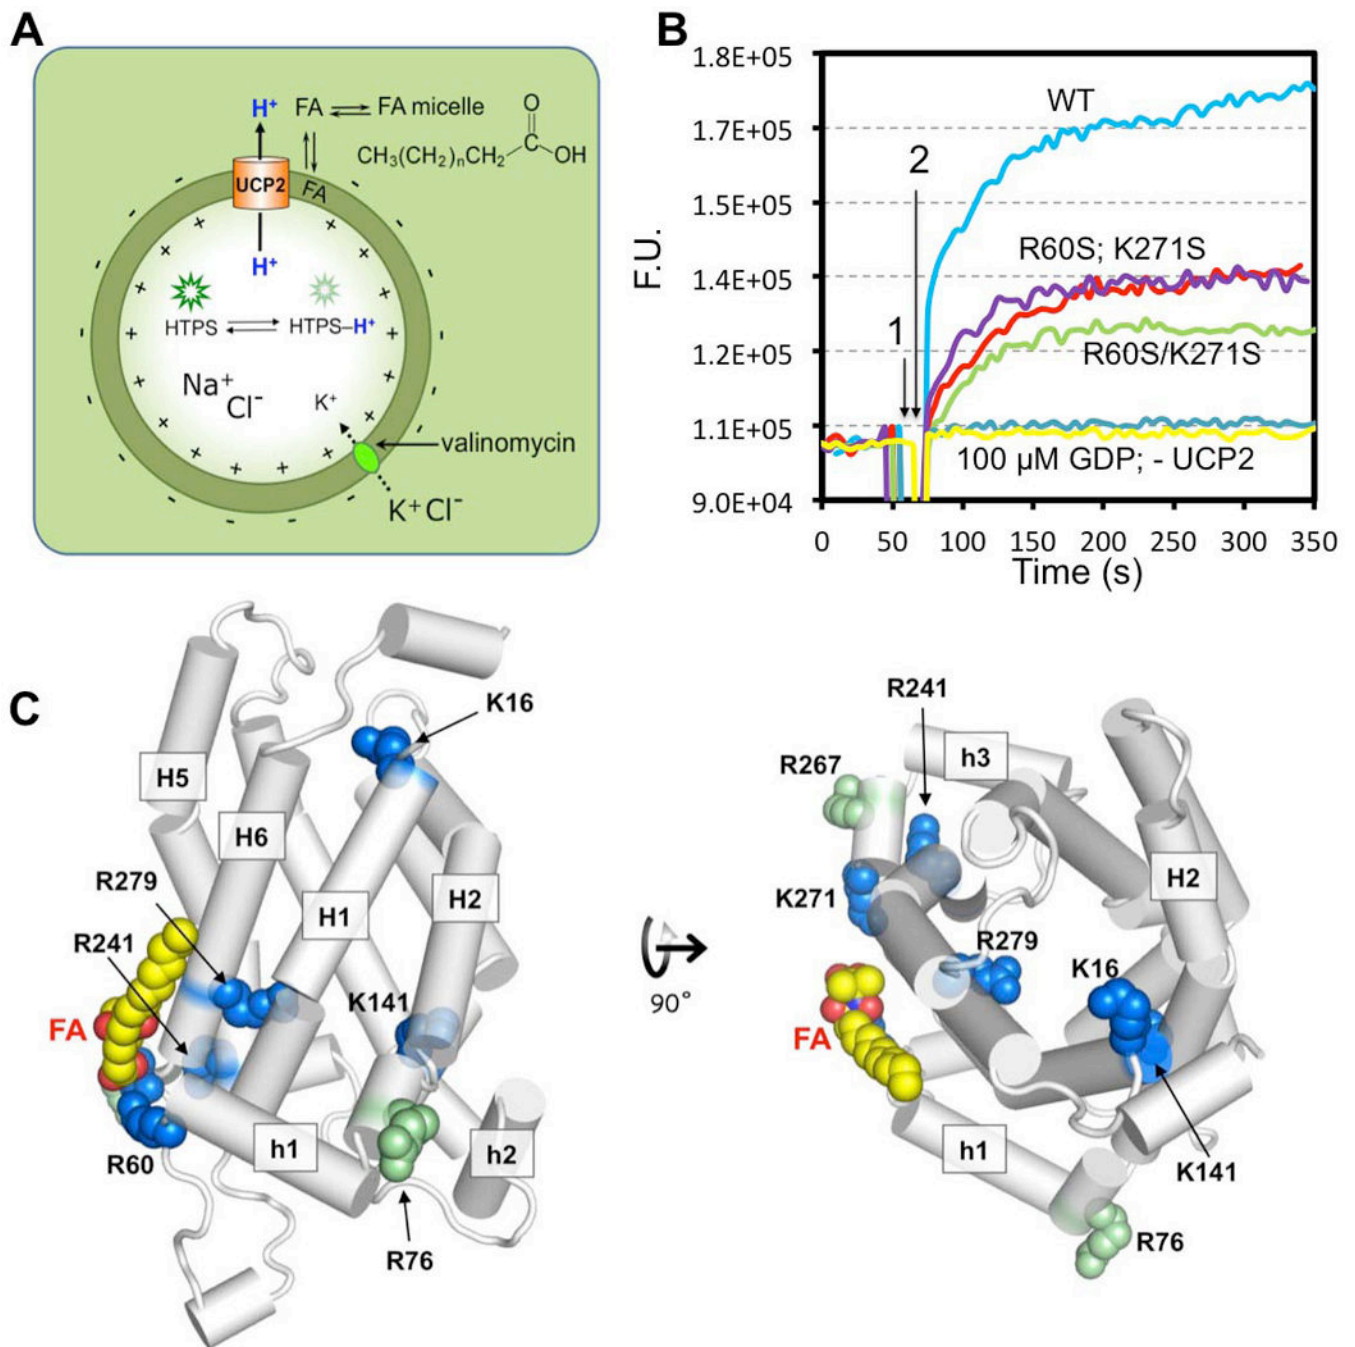 A
H⁺ FA ⇌ FA micelle
O
CH₃(CH₂)ₙCH₂ C OH
UCP2
FA
H⁺
HTPS ⇌ HTPS–H⁺
Na⁺
Cl⁻
K⁺
valinomycin
K⁺Cl⁻
B
1.8E+05
1.7E+05
1.5E+05
1.4E+05
1.2E+05
1.1E+05
9.0E+04
F.U.
WT
2
R60S; K271S
1
R60S/K271S
100 µM GDP; - UCP2
0 50 100 150 200 250 300 350
Time (s)
C
K16
H5
H6
R279
H1
H2
R241
K141
FA
R60
h1
h2
R76
90°
R241
R267
h3
K271
H2
R279
K16
FA
h1
K141
R76